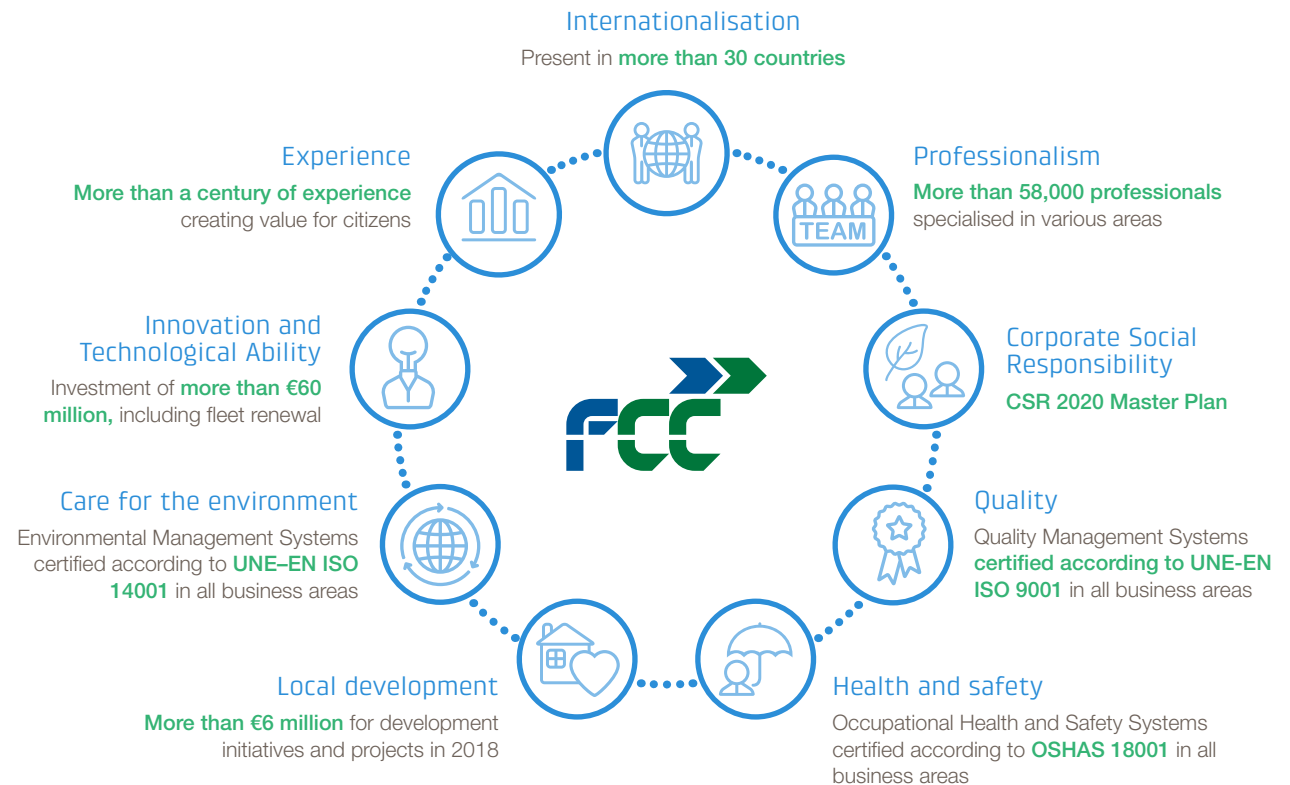 Internationalisation
Present in more than 30 countries
Professionalism
More than 58,000 professionals
specialised in various areas
TEAM
Corporate Social
Responsibility
CSR 2020 Master Plan
Quality
Quality Management Systems
certified according to UNE-EN
ISO 9001 in all business areas
Health and safety
Occupational Health and Safety Systems
certified according to OSHAS 18001 in all
business areas
Local development
More than €6 million for development
initiatives and projects in 2018
Care for the environment
Environmental Management Systems
certified according to UNE–EN ISO
14001 in all business areas
Innovation and
Technological Ability
Investment of more than €60
million, including fleet renewal
Experience
More than a century of experience
creating value for citizens
FCC